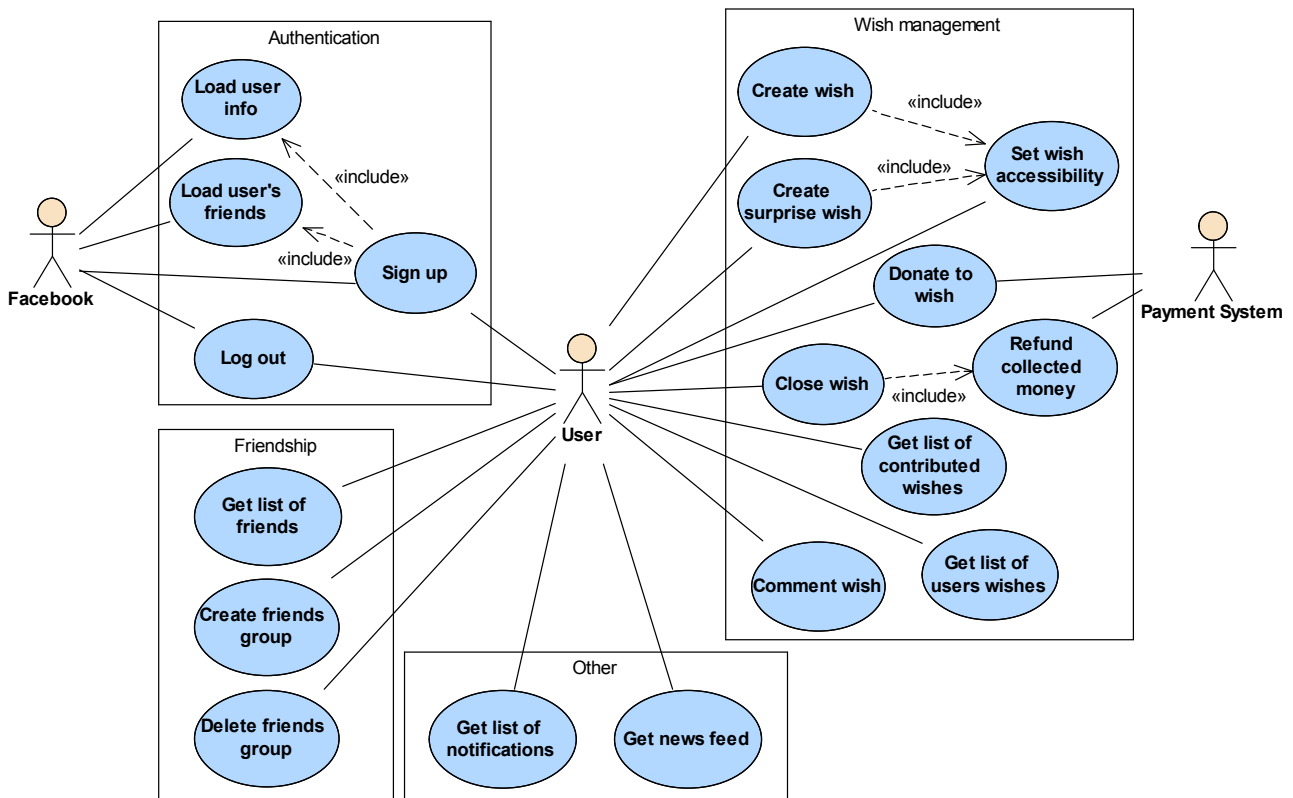 Authentication
Load user
info
«include»
Load user's
friends
«include»
Sign up
Log out
Facebook
Wish management
Create wish
«include»
Set wish
accessibility
Create
surprise wish
«include»
Donate to
wish
Payment System
Refund
collected
money
Close wish
«include»
Get list of
contributed
wishes
Comment wish
Get list of
users wishes
User
Friendship
Get list of
friends
Create friends
group
Delete friends
group
Other
Get list of
notifications
Get news feed